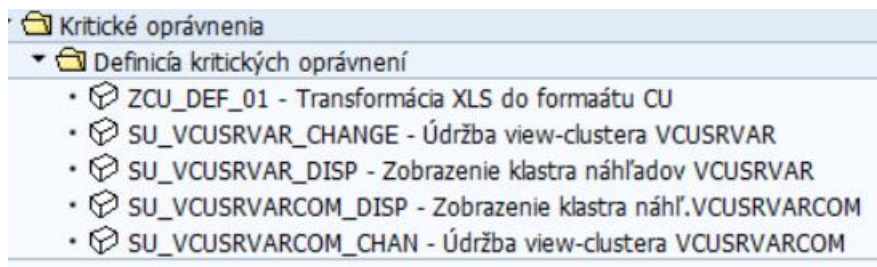 Kritické oprávnenia
Definicía kritických oprávnení
ZCU_DEF_01 - Transformácia XLS do formaátu CU
SU_VCUSRVAR_CHANGE - Údržba view-clustera VCUSRVAR
SU_VCUSRVAR_DISP - Zobrazenie klastra náhľadov VCUSRVAR
SU_VCUSRVARCOM_DISP - Zobrazenie klastra náhľ.VCUSRVARCOM
SU_VCUSRVARCOM_CHAN - Údržba view-clustera VCUSRVARCOM